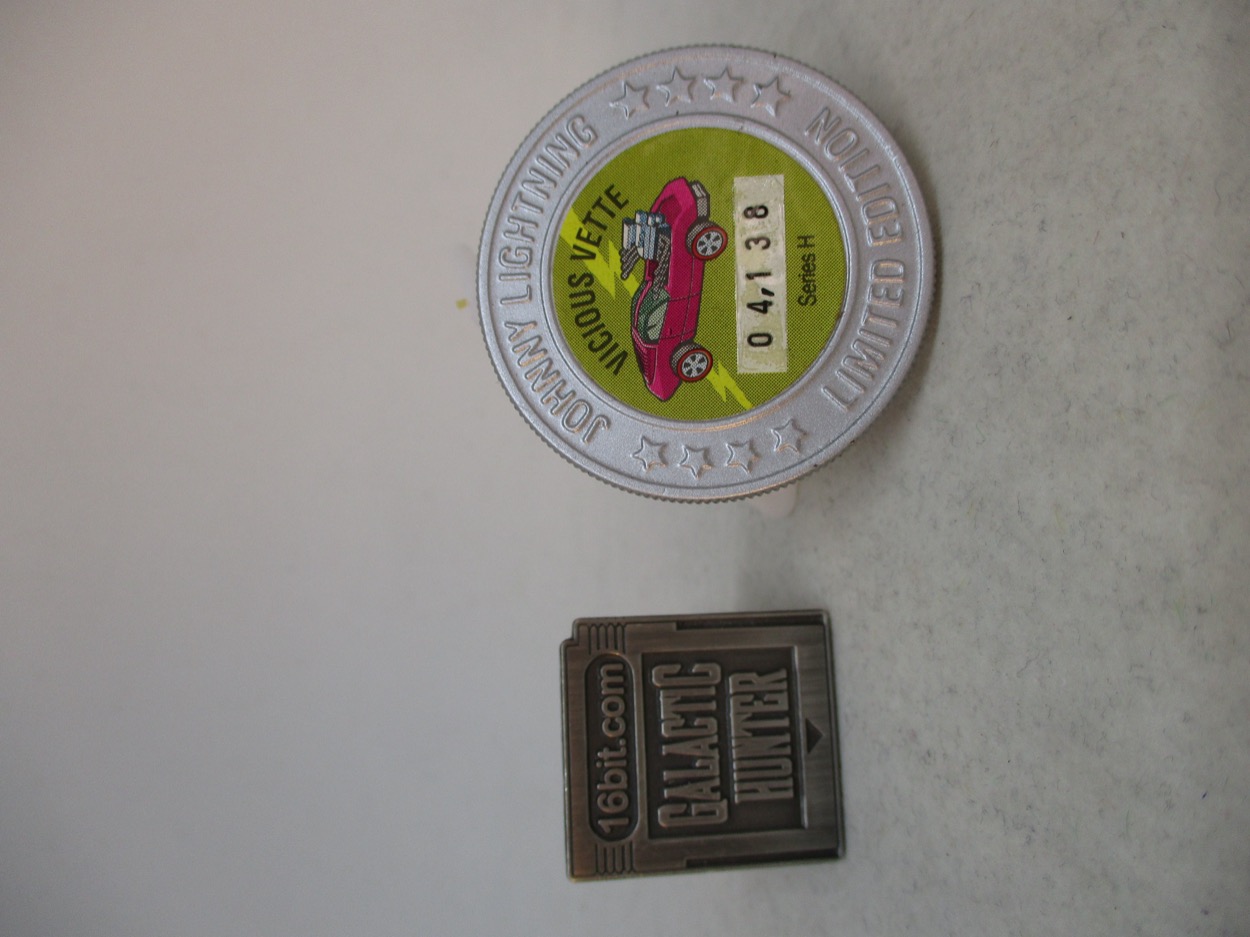 16bit.com
GALACTIC
HUNTER
JOHNNY LIGHTNING
VICIOUS VETTE
0 4,1 3 8
Series H
LIMITED EDITION